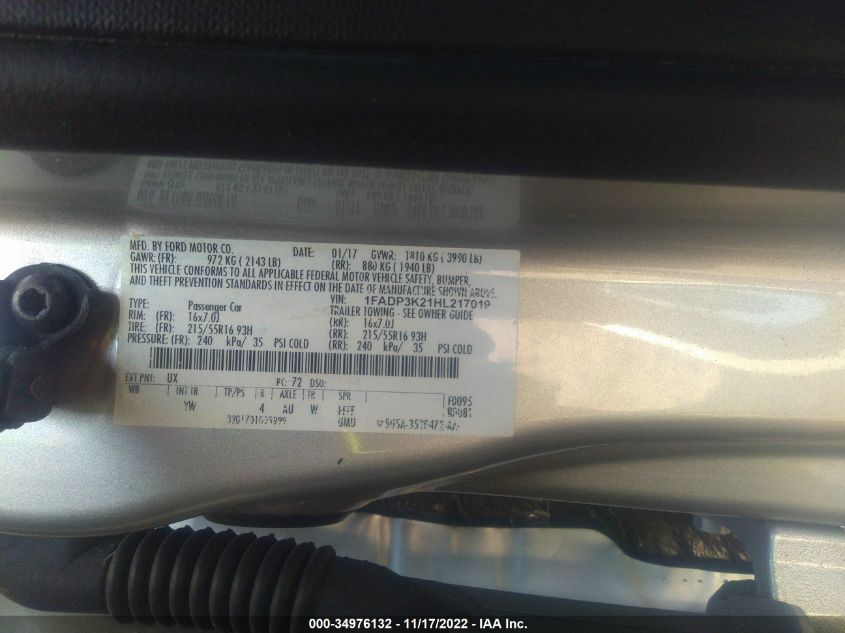 MFD. BY FORD MOTOR CO. DATE: 01/17 GVWR: 1810 KG ( 3990 LB)
GAWR: (FR): 972 KG ( 2143 LB) (RR): 880 KG ( 1940 LB)
THIS VEHICLE CONFORMS TO ALL APPLICABLE FEDERAL MOTOR VEHICLE SAFETY, BUMPER,
AND THEFT PREVENTION STANDARDS IN EFFECT ON THE DATE OF MANUFACTURE SHOWN ABOVE.
VIN: 1FADP3K21HL217019
TYPE: Passenger Car TRAILER TOWING - SEE OWNER GUIDE
RIM: (FR): 16x7.0J (RR): 16x7.0J
TIRE: (FR): 215/55R16 93H (RR): 215/55R16 93H
PRESSURE: (FR): 240 kPa/ 35 PSI COLD (RR): 240 kPa/ 35 PSI COLD
EXT PNT: UX RC: 72 DSO:
WB INT TR TP/PS R AXLE TR SPR F0095
YW 4 AU W
000-34976132 - 11/17/2022 - IAA Inc.